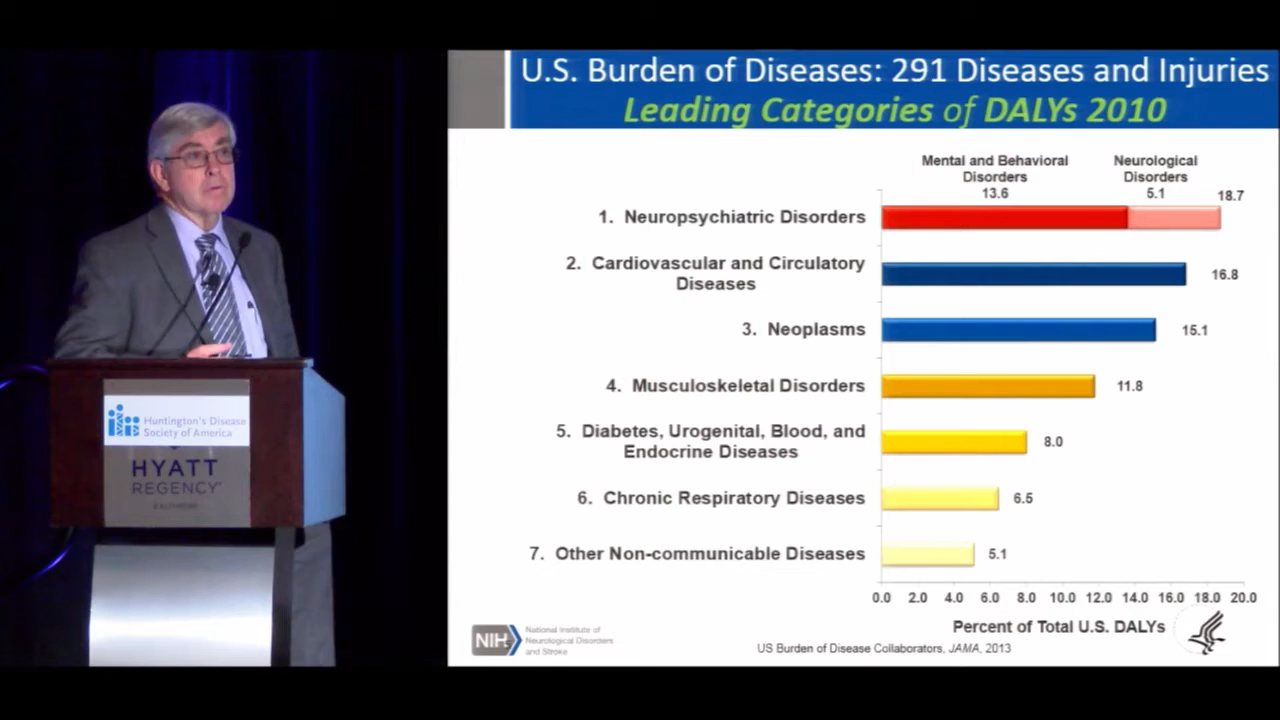 U.S. Burden of Diseases: 291 Diseases and Injuries
Leading Categories of DALYs 2010
Mental and Behavioral
Disorders
13.6
Neurological
Disorders
5.1
18.7
1. Neuropsychiatric Disorders
2. Cardiovascular and Circulatory
Diseases
16.8
3. Neoplasms
15.1
4. Musculoskeletal Disorders
11.8
5. Diabetes, Urogenital, Blood, and
Endocrine Diseases
8.0
6. Chronic Respiratory Diseases
6.5
7. Other Non-communicable Diseases
5.1
0.0 2.0 4.0 6.0 8.0 10.0 12.0 14.0 16.0 18.0 20.0
Percent of Total U.S. DALYs
US Burden of Disease Collaborators, JAMA, 2013
NIH
National Institute of
Neurological Disorders
and Stroke
Huntington's Disease
Society of America
HYATT
REGENCY
BALTIMORE